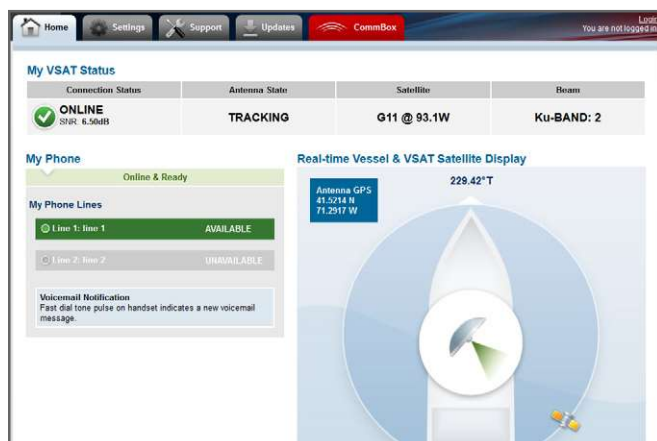 Home
Settings
Support
Updates
CommBox
Login
You are not logged in
My VSAT Status
Connection Status
Antenna State
Satellite
Beam
ONLINE
SNR: 6.50dB
TRACKING
G11 @ 93.1W
Ku-BAND: 2
My Phone
Online & Ready
My Phone Lines
Line 1: line 1 AVAILABLE
Line 2: line 2 UNAVAILABLE
Voicemail Notification
Fast dial tone pulse on handset indicates a new voicemail
message.
Real-time Vessel & VSAT Satellite Display
Antenna GPS
41.5214 N
71.2917 W
229.42°T